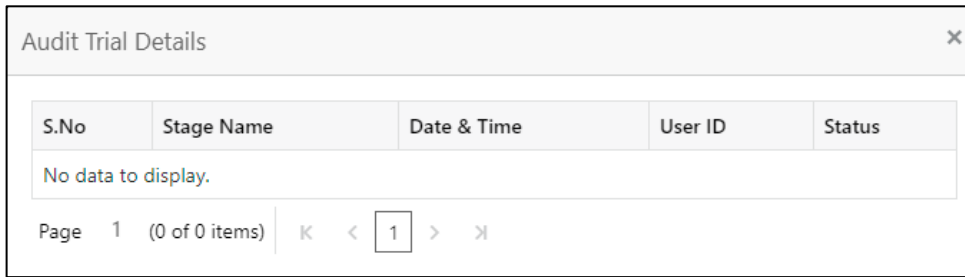 Audit Trial Details ×
S.No Stage Name Date & Time User ID Status
No data to display.
Page 1 (0 of 0 items) 1